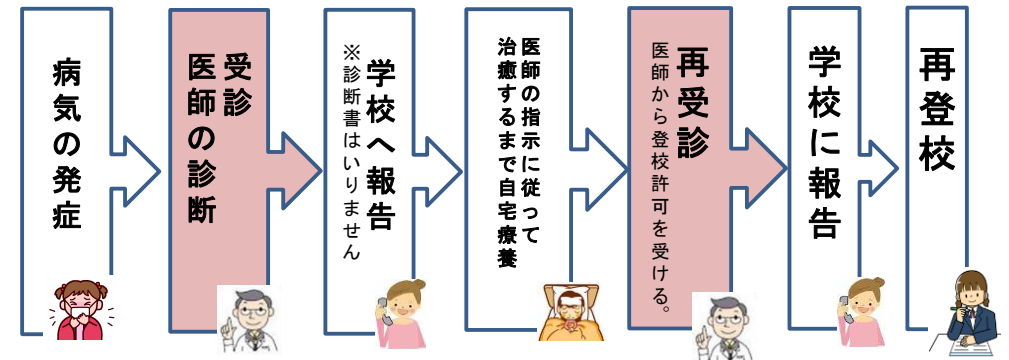 病気の発症
受診
医師の診断
学校へ報告
※診断書はいりません
医師の指示に従って
治癒するまで自宅療養
再受診
医師から登校許可を受ける。
学校に報告
再登校